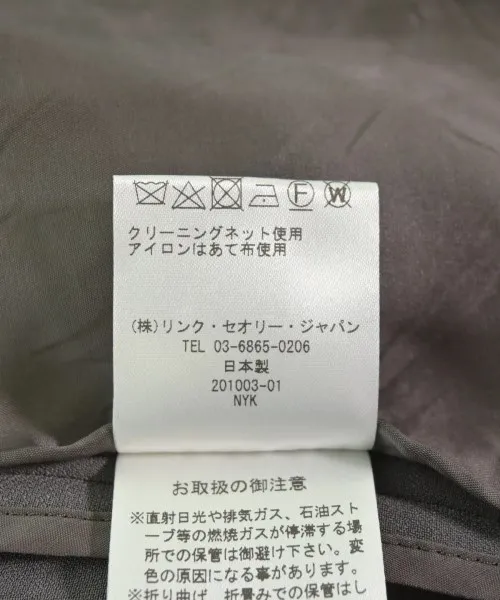 F W
クリーニングネット使用
アイロンはあて布使用
(株)リンク・セオリー・ジャパン
TEL 03-6865-0206
日本製
201003-01
NYK
お取扱の御注意
※直射日光や排気ガス、石油スト
ーブ等の燃焼ガスが停滞する場
所での保管は御避け下さい。変
色の原因になる事があります。
※折り曲げ、折畳みでの保管はし